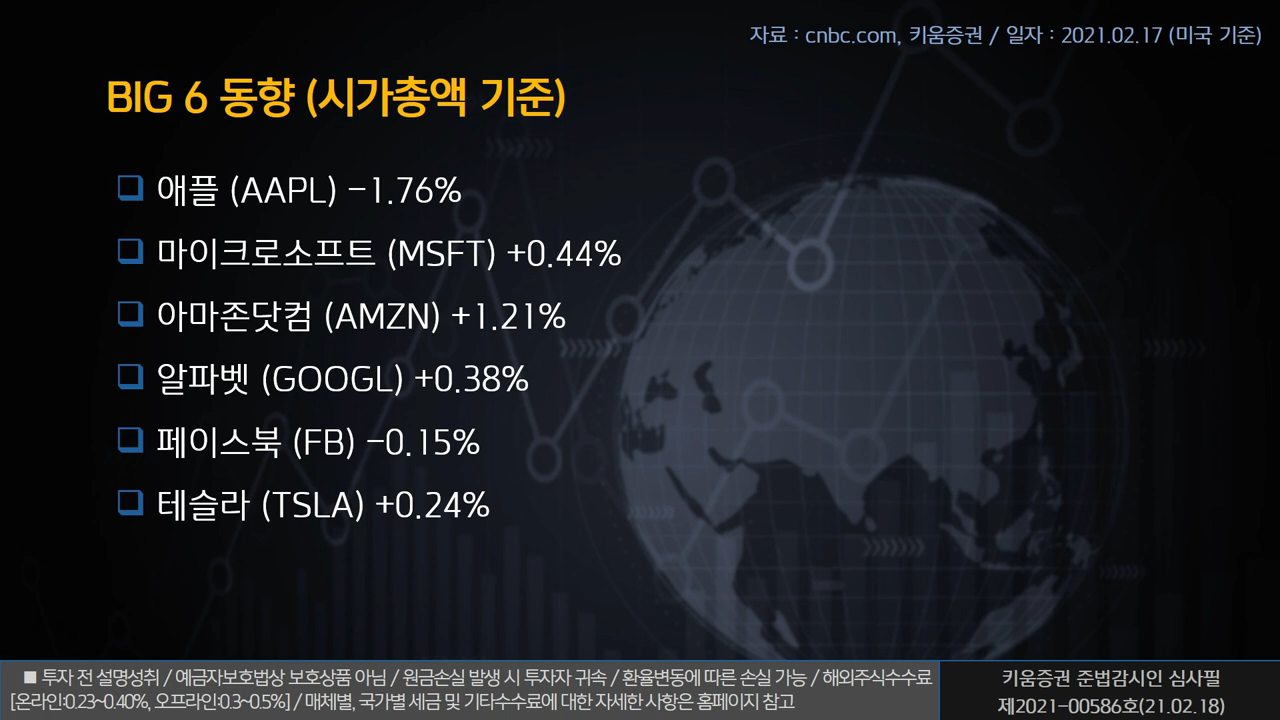 자료 : cnbc.com, 키움증권 / 일자 : 2021.02.17 (미국 기준)
BIG 6 동향 (시가총액 기준)
애플 (AAPL) -1.76%
마이크로소프트 (MSFT) +0.44%
아마존닷컴 (AMZN) +1.21%
알파벳 (GOOGL) +0.38%
페이스북 (FB) -0.15%
테슬라 (TSLA) +0.24%
■ 투자 전 설명성취 / 예금자보호법상 보호상품 아님 / 원금손실 발생 시 투자자 귀속 / 환율변동에 따른 손실 가능 / 해외주식수수료
[온라인:0.23~0.40%, 오프라인:0.3~0.5%] / 매체별, 국가별 세금 및 기타수수료에 대한 자세한 사항은 홈페이지 참고
키움증권 준법감시인 심사필
제2021-00586호(21.02.18)